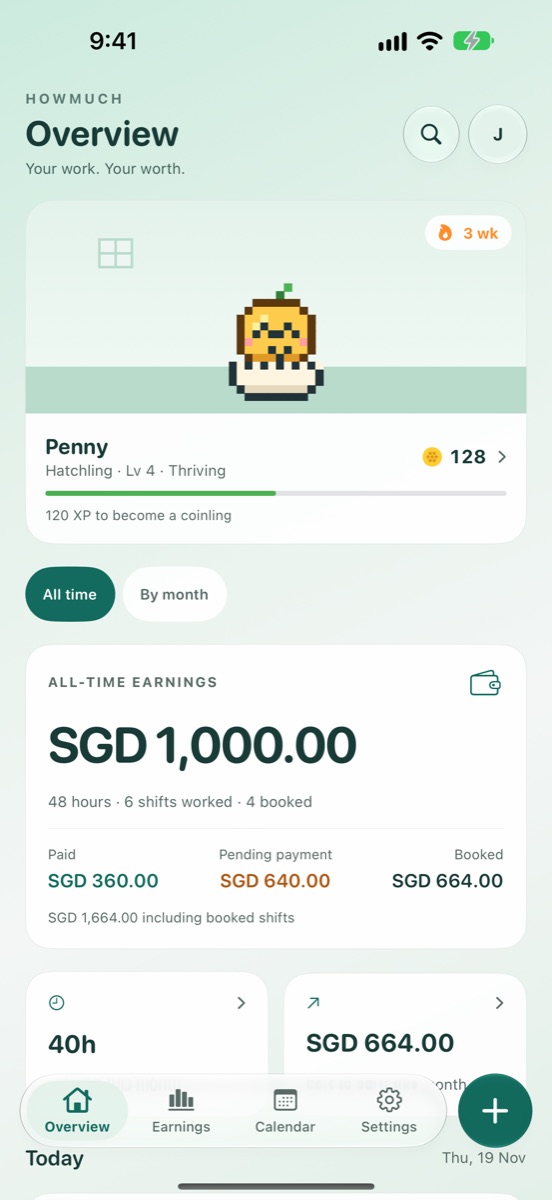 9:41
HOWMUCH
Overview
J
Your work. Your worth.
3 wk
Penny
128
Hatchling · Lv 4 · Thriving
120 XP to become a coinling
All time
By month
ALL-TIME EARNINGS
SGD 1,000.00
48 hours · 6 shifts worked · 4 booked
Paid
Pending payment
Booked
SGD 360.00
SGD 640.00
SGD 664.00
SGD 1,664.00 including booked shifts
40h
SGD 664.00
Overview
Earnings
Calendar
Settings
Today
Thu, 19 Nov